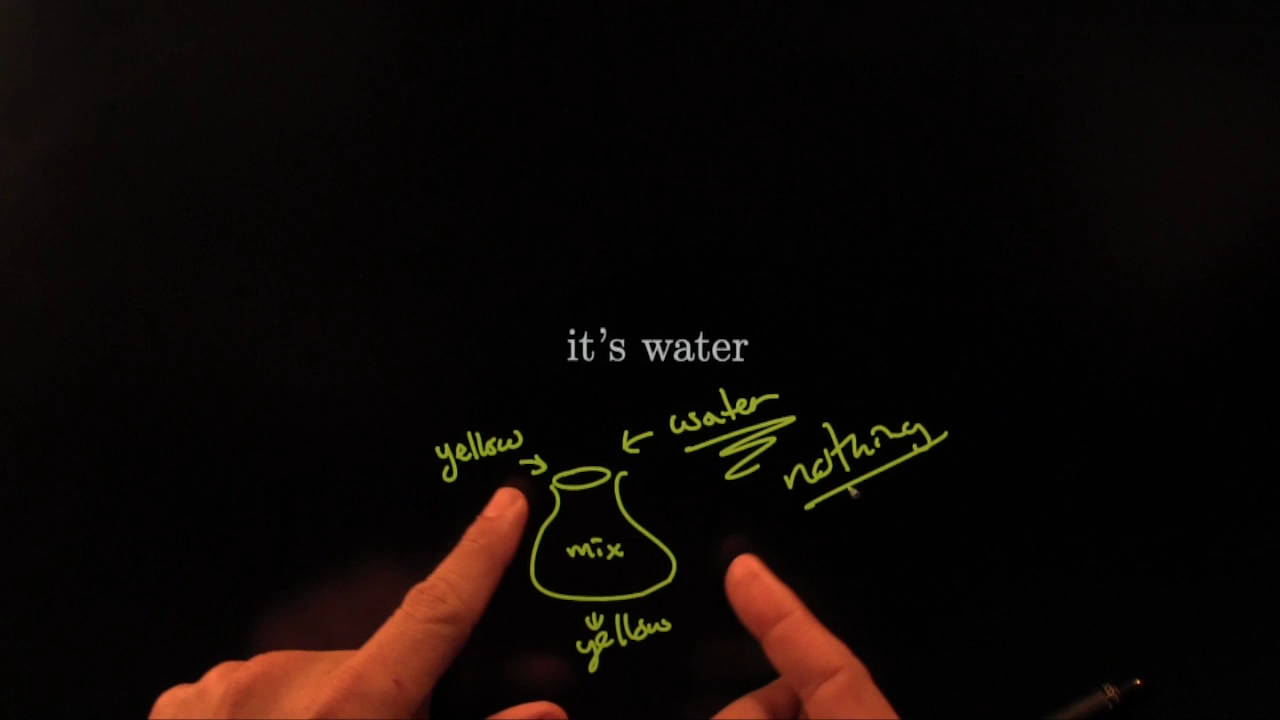 it's water
water
nothing
yellow
mix
yellow